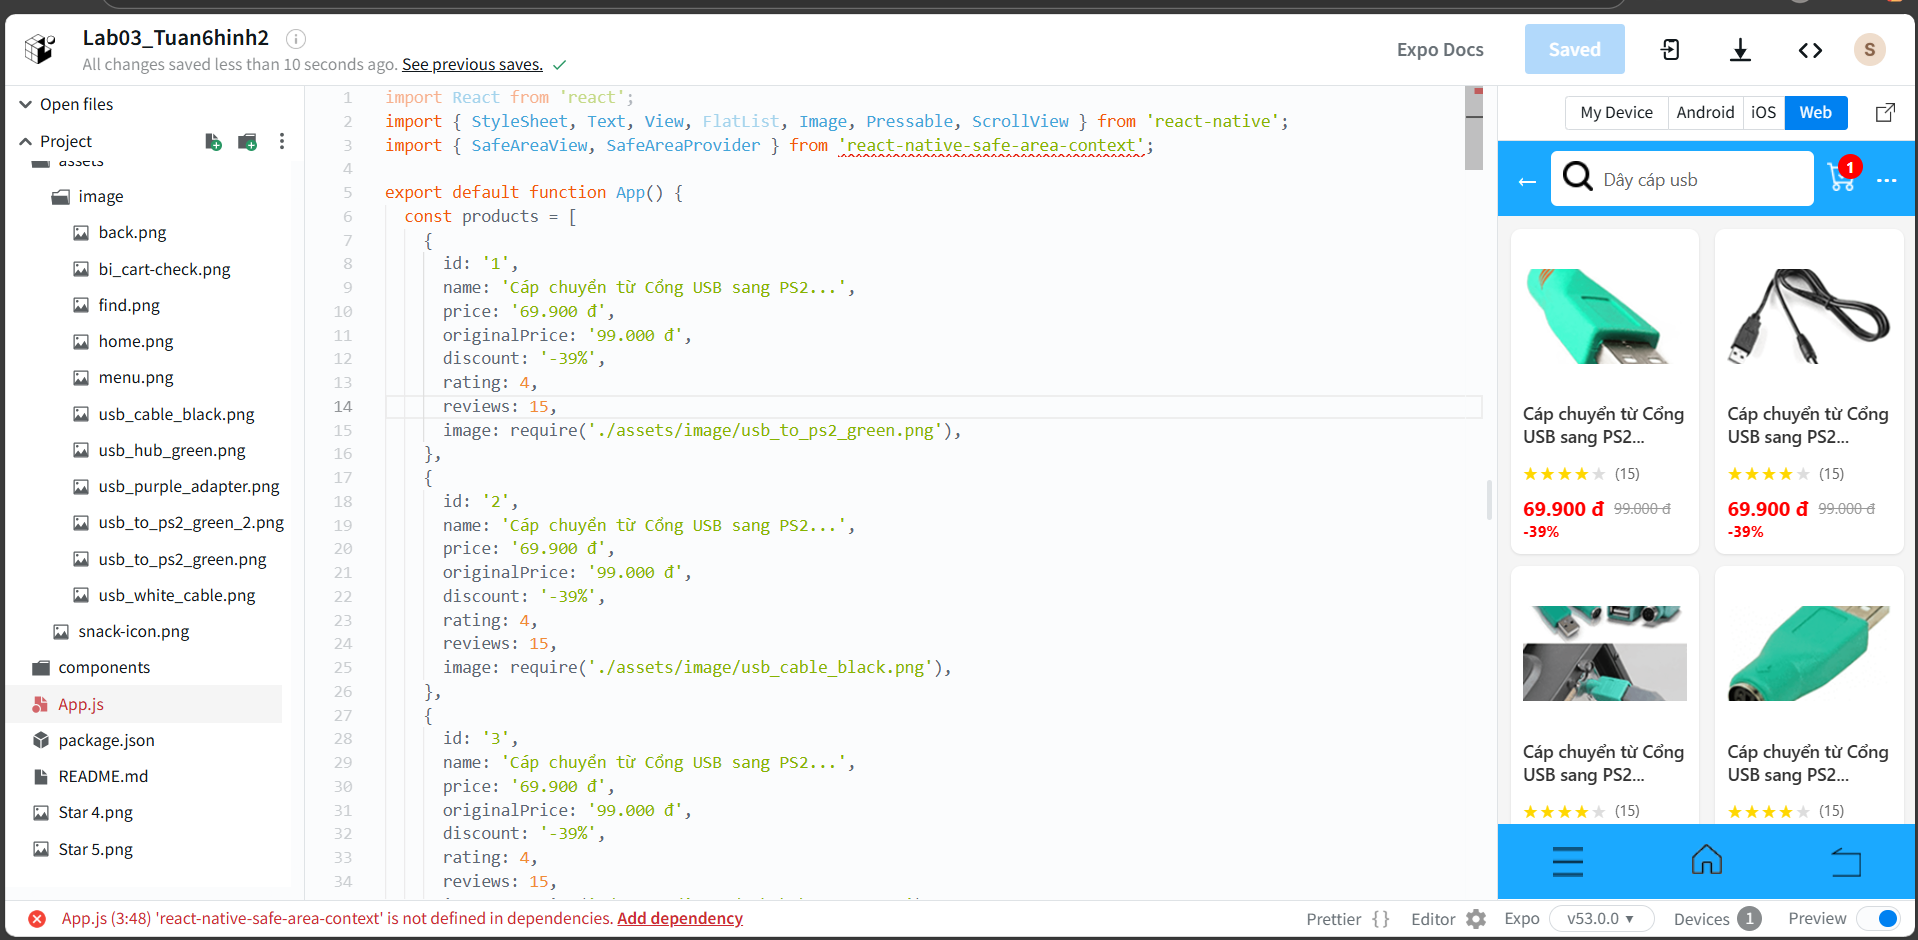 Lab03_Tuan6hinh2
All changes saved less than 10 seconds ago. See previous saves.
Expo Docs
Saved
S
Open files
Project
assets
image
back.png
bi_cart-check.png
find.png
home.png
menu.png
usb_cable_black.png
usb_hub_green.png
usb_purple_adapter.png
usb_to_ps2_green_2.png
usb_to_ps2_green.png
usb_white_cable.png
snack-icon.png
components
App.js
package.json
README.md
Star 4.png
Star 5.png
1 import React from 'react';
2 import { StyleSheet, Text, View, FlatList, Image, Pressable, ScrollView } from 'react-native';
3 import { SafeAreaView, SafeAreaProvider } from 'react-native-safe-area-context';
4
5 export default function App() {
6 const products = [
7 {
8 id: '1',
9 name: 'Cáp chuyển từ Cổng USB sang PS2...',
10 price: '69.900 đ',
11 originalPrice: '99.000 đ',
12 discount: '-39%',
13 rating: 4,
14 reviews: 15,
15 image: require('./assets/image/usb_to_ps2_green.png'),
16 },
17 {
18 id: '2',
19 name: 'Cáp chuyển từ Cổng USB sang PS2...',
20 price: '69.900 đ',
21 originalPrice: '99.000 đ',
22 discount: '-39%',
23 rating: 4,
24 reviews: 15,
25 image: require('./assets/image/usb_cable_black.png'),
26 },
27 {
28 id: '3',
29 name: 'Cáp chuyển từ Cổng USB sang PS2...',
30 price: '69.900 đ',
31 originalPrice: '99.000 đ',
32 discount: '-39%',
33 rating: 4,
34 reviews: 15,
My Device Android iOS Web
Dây cáp usb
1
Cáp chuyển từ Cổng
USB sang PS2...
★★★★★ (15)
69.900 đ 99.000 đ
-39%
Cáp chuyển từ Cổng
USB sang PS2...
★★★★★ (15)
69.900 đ 99.000 đ
-39%
Cáp chuyển từ Cổng
USB sang PS2...
★★★★★ (15)
Cáp chuyển từ Cổng
USB sang PS2...
★★★★★ (15)
App.js (3:48) 'react-native-safe-area-context' is not defined in dependencies. Add dependency
Prettier {} Editor Expo v53.0.0 Devices 1 Preview